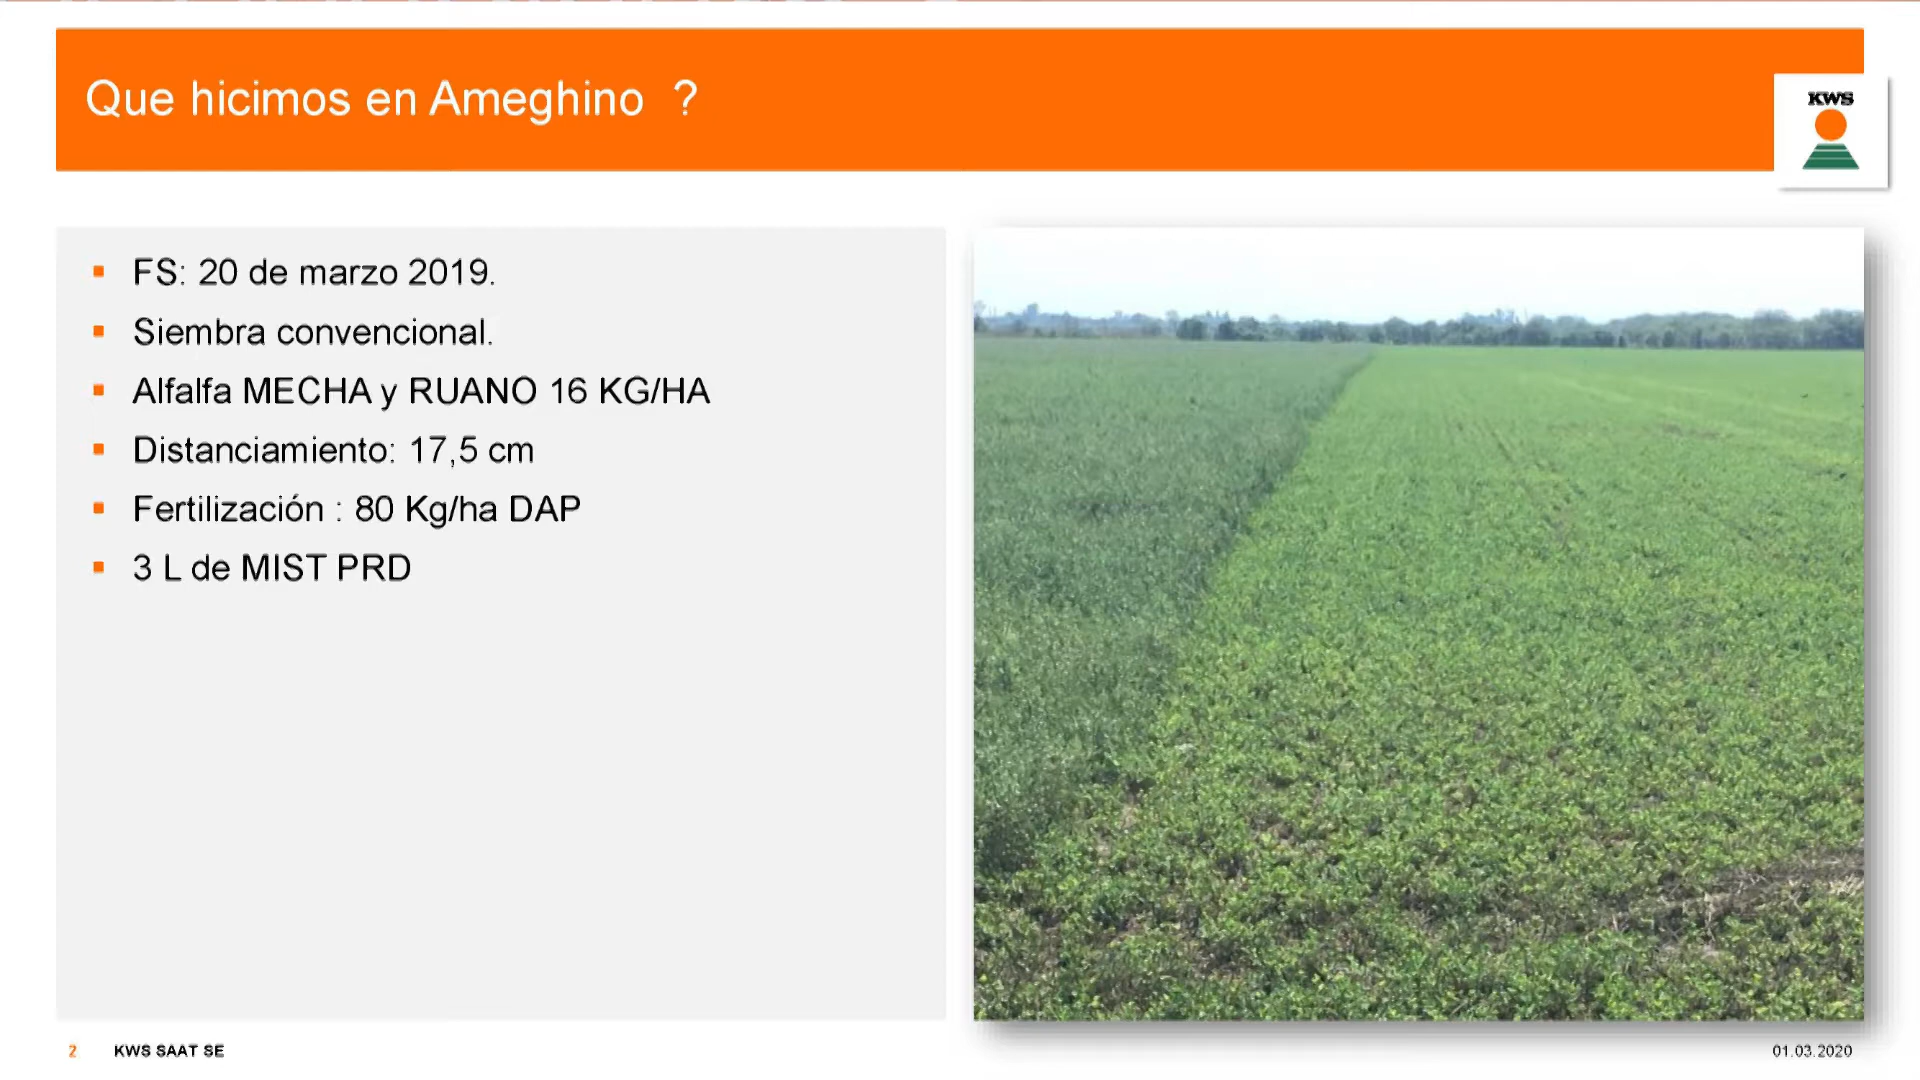 Que hicimos en Ameghino ?
KWS
FS: 20 de marzo 2019.
Siembra convencional.
Alfalfa MECHA y RUANO 16 KG/HA
Distanciamiento: 17,5 cm
Fertilización : 80 Kg/ha DAP
3 L de MIST PRD
2 KWS SAAT SE
01.03.2020